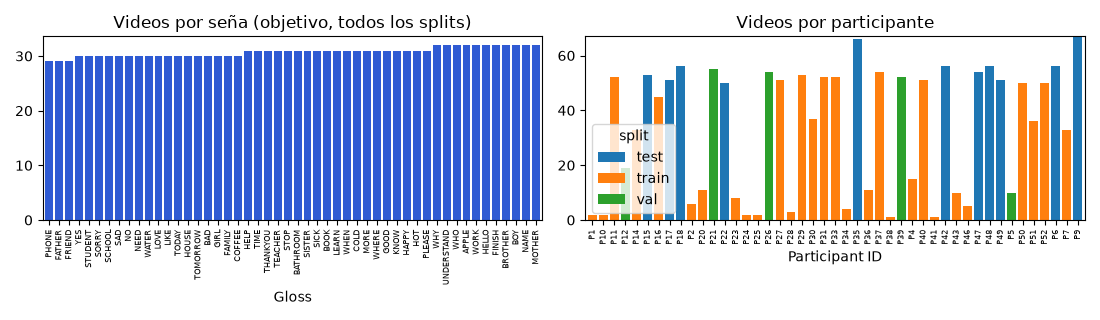 Videos por seña (objetivo, todos los splits)
30
20
10
0
PHONE
FATHER
FRIEND
YES
STUDENT
SORRY
SCHOOL
SAD
NO
NEED
WATER
LOVE
LIKE
TODAY
HOUSE
TOMORROW
BAD
GIRL
FAMILY
COFFEE
HELP
TIME
THANKYOU
TEACHER
STOP
BATHROOM
SISTER
SICK
BOOK
LEARN
WHEN
COLD
MORE
WHERE
GOOD
KNOW
HAPPY
HOT
PLEASE
WHY
UNDERSTAND
WHO
APPLE
WORK
HELLO
FINISH
BROTHER
BOY
NAME
MOTHER
Gloss
Videos por participante
60
40
20
0
split
test
train
val
P1
P10
P11
P12
P14
P15
P16
P17
P18
P2
P20
P21
P22
P23
P24
P25
P26
P27
P28
P29
P30
P31
P33
P34
P35
P36
P37
P38
P39
P4
P40
P41
P42
P43
P46
P47
P48
P49
P5
P50
P51
P52
P6
P7
P9
Participant ID